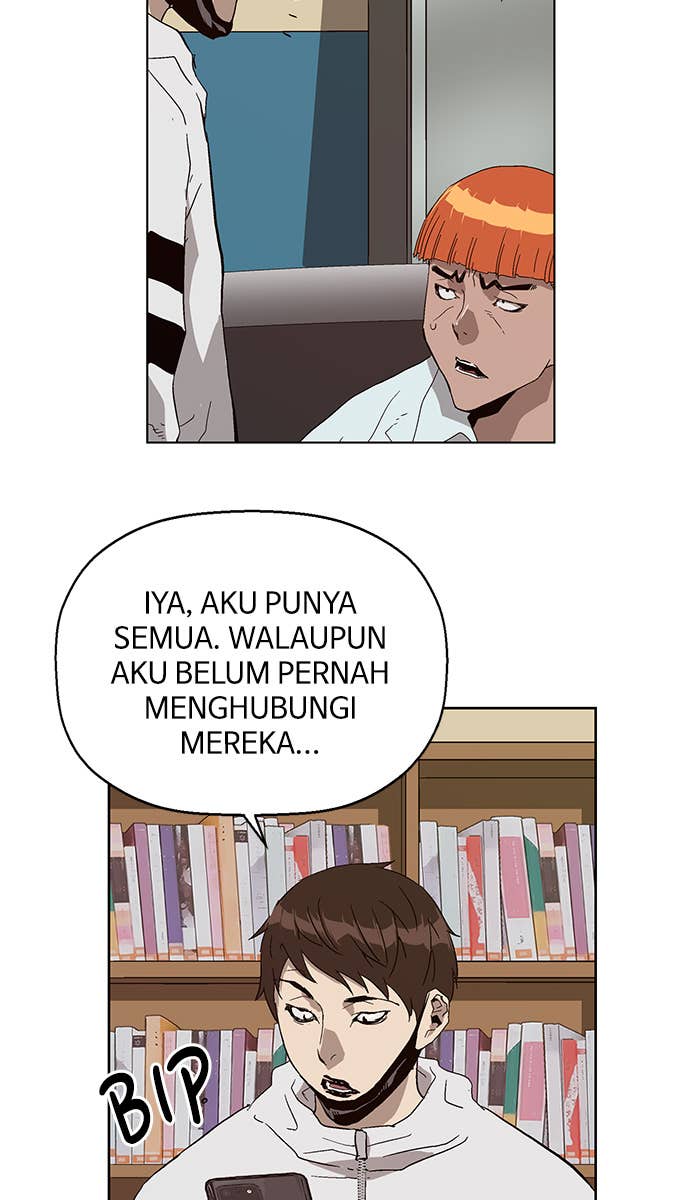 IYA, AKU PUNYA
SEMUA. WALAUPUN
AKU BELUM PERNAH
MENGHUBUNGI
MEREKA...
BIP